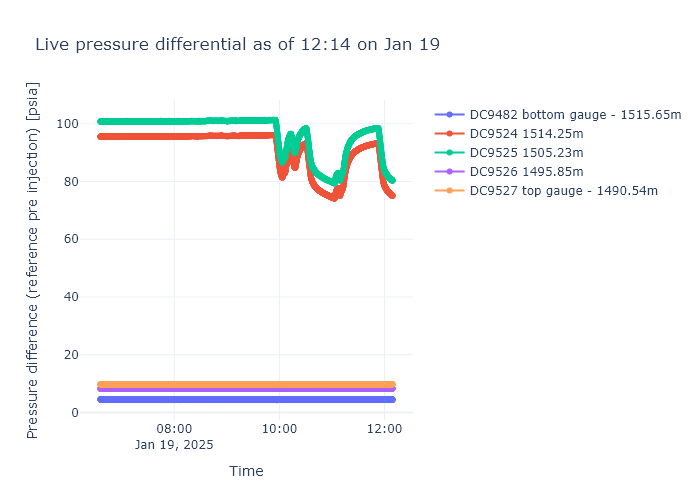 Live pressure differential as of 12:14 on Jan 19
Pressure difference (reference pre injection) [psia]
100
80
60
40
20
0
08:00
Jan 19, 2025
10:00
12:00
Time
DC9482 bottom gauge - 1515.65m
DC9524 1514.25m
DC9525 1505.23m
DC9526 1495.85m
DC9527 top gauge - 1490.54m